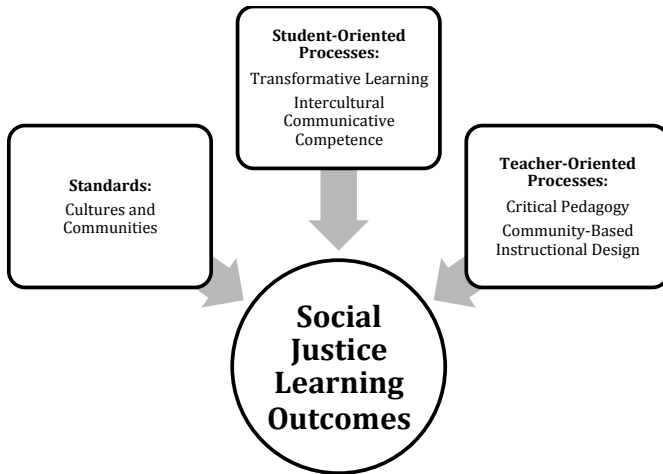 Student-Oriented
Processes:
Transformative Learning
Intercultural
Communicative
Competence
Standards:
Cultures and
Communities
Teacher-Oriented
Processes:
Critical Pedagogy
Community-Based
Instructional Design
Social
Justice
Learning
Outcomes